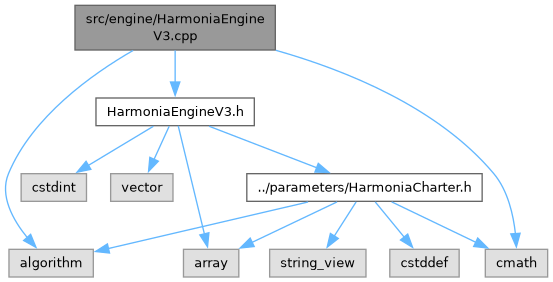 src/engine/HarmoniaEngine
V3.cpp
HarmoniaEngineV3.h
cstdint
vector
../parameters/HarmoniaCharter.h
algorithm
array
string_view
cstddef
cmath